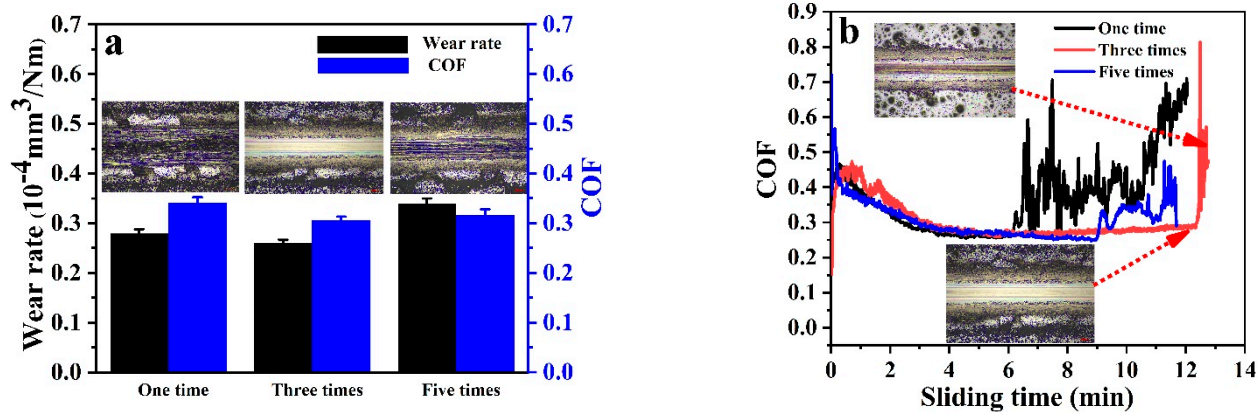 a
Wear rate
COF
Wear rate (10⁻⁴mm³/Nm)
0.7
0.6
0.5
0.4
0.3
0.2
0.1
0.0
0.7
0.6
0.5
0.4
0.3
0.2
0.1
0.0
COF
One time
Three times
Five times
b
One time
Three times
Five times
COF
0.9
0.8
0.7
0.6
0.5
0.4
0.3
0.2
0.1
0.0
0
2
4
6
8
10
12
14
Sliding time (min)